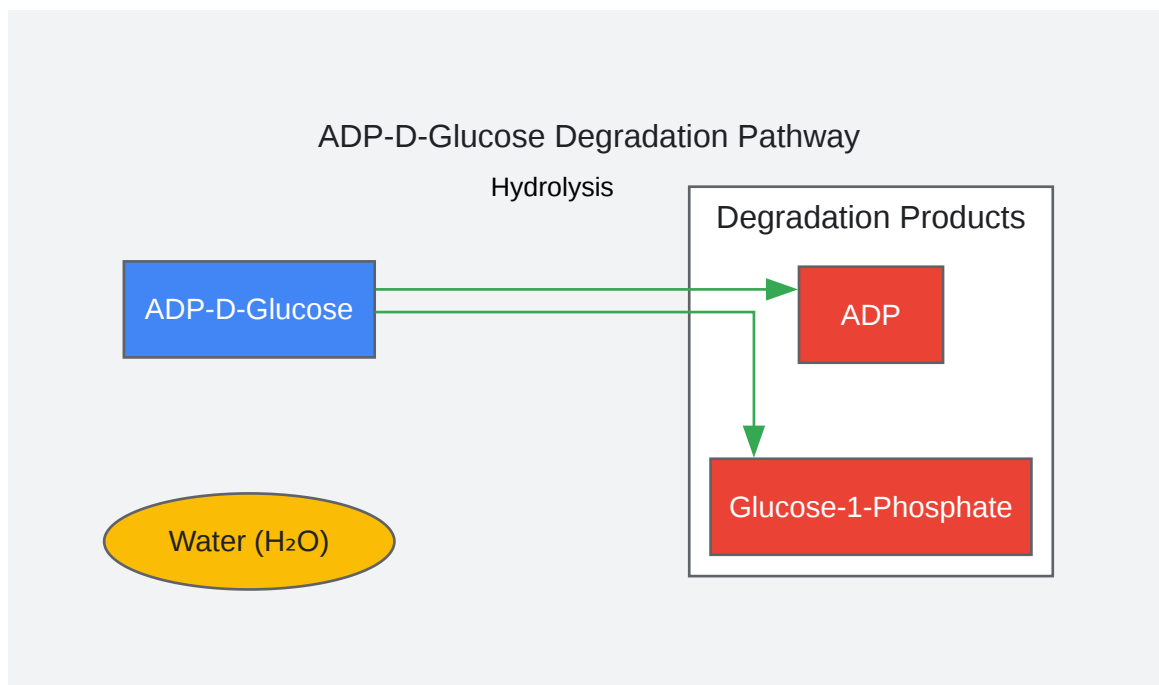 ADP-D-Glucose Degradation Pathway
Hydrolysis
Degradation Products
ADP-D-Glucose
ADP
Glucose-1-Phosphate
Water (H₂O)